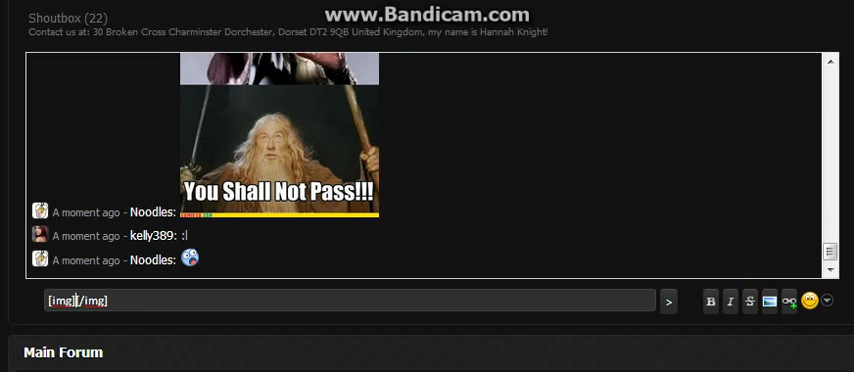 www.Bandicam.com
Shoutbox (22)
Contact us at: 30 Broken Cross Charminster Dorchester, Dorset DT2 9QB United Kingdom, my name is Hannah Knight!
You Shall Not Pass!!!
A moment ago - Noodles:
A moment ago - kelly389: :l
A moment ago - Noodles:
[img][/img]
>
B I S
Main Forum